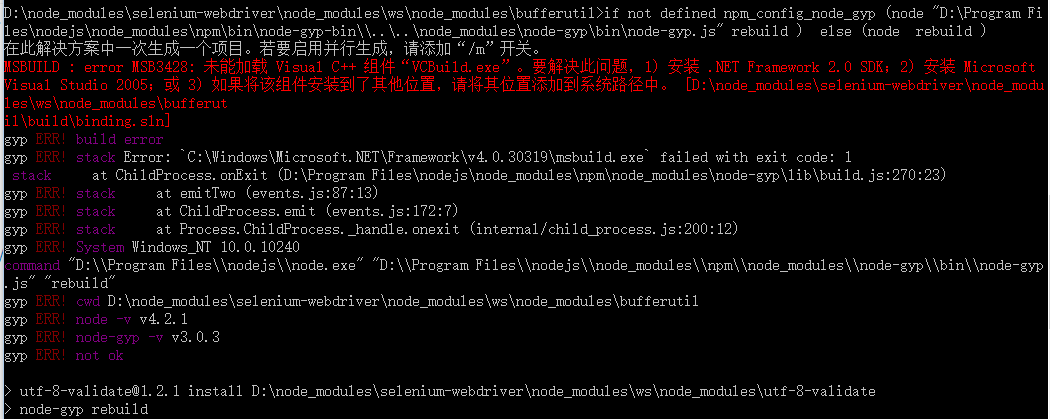 D:\node_modules\selenium-webdriver\node_modules\ws\node_modules\bufferutil>if not defined npm_config_node_gyp (node "D:\Program Fi
les\nodejs\node_modules\npm\bin\node-gyp-bin\\..\..\node_modules\node-gyp\bin\node-gyp.js" rebuild )  else (node  rebuild )
在此解决方案中一次生成一个项目。若要启用并行生成，请添加“/m”开关。
MSBUILD : error MSB3428: 未能加载 Visual C++ 组件“VCBuild.exe”。要解决此问题，1) 安装 .NET Framework 2.0 SDK；2) 安装 Microsoft
Visual Studio 2005；或 3) 如果将该组件安装到了其他位置，请将其位置添加到系统路径中。 [D:\node_modules\selenium-webdriver\node_modu
les\ws\node_modules\bufferut
il\build\binding.sln]
gyp ERR! build error
gyp ERR! stack Error: `C:\Windows\Microsoft.NET\Framework\v4.0.30319\msbuild.exe` failed with exit code: 1
stack     at ChildProcess.onExit (D:\Program Files\nodejs\node_modules\npm\node_modules\node-gyp\lib\build.js:270:23)
gyp ERR! stack     at emitTwo (events.js:87:13)
gyp ERR! stack     at ChildProcess.emit (events.js:172:7)
gyp ERR! stack     at Process.ChildProcess._handle.onexit (internal/child_process.js:200:12)
gyp ERR! System Windows_NT 10.0.10240
command "D:\\Program Files\\nodejs\\node.exe" "D:\\Program Files\\nodejs\\node_modules\\npm\\node_modules\\node-gyp\\bin\\node-gyp
.js" "rebuild"
gyp ERR! cwd D:\node_modules\selenium-webdriver\node_modules\ws\node_modules\bufferutil
gyp ERR! node -v v4.2.1
gyp ERR! node-gyp -v v3.0.3
gyp ERR! not ok
> utf-8-validate@1.2.1 install D:\node_modules\selenium-webdriver\node_modules\ws\node_modules\utf-8-validate
> node-gyp rebuild